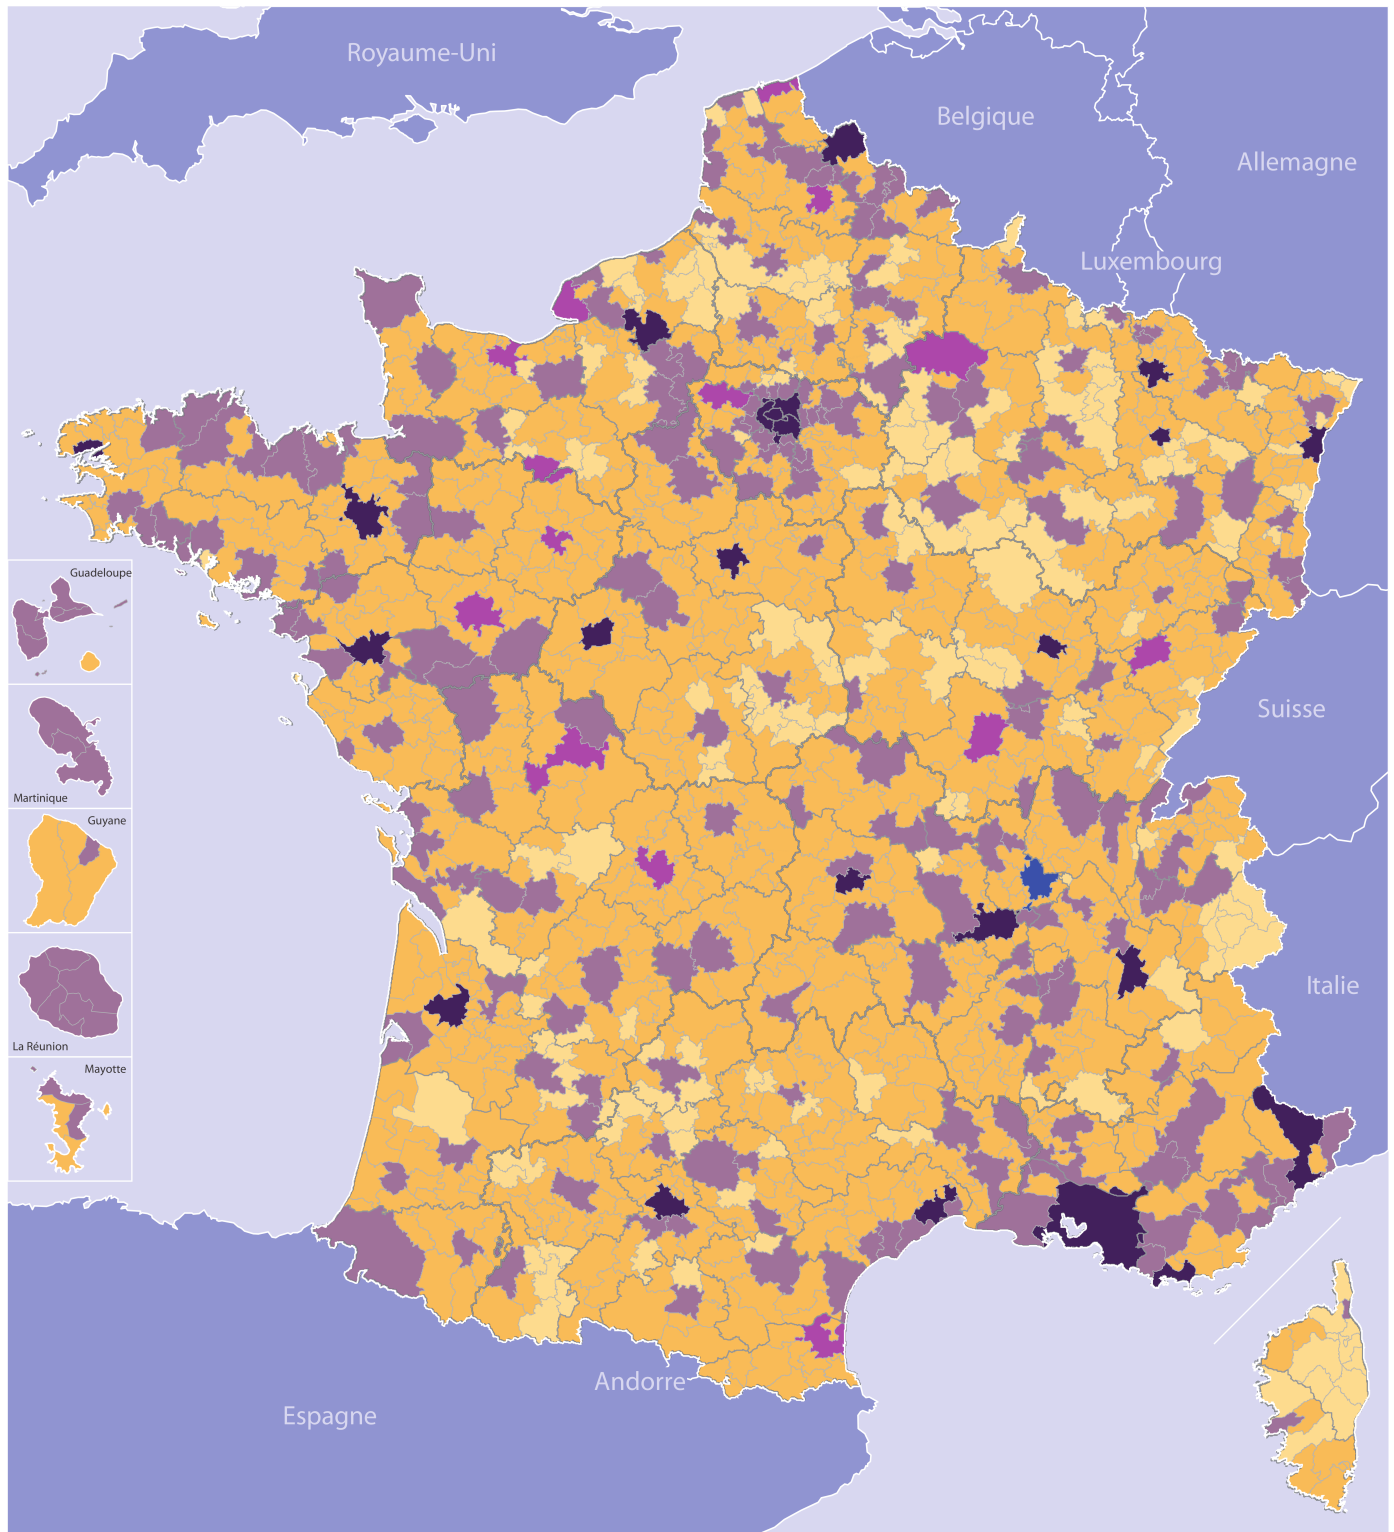 Royaume-Uni
Belgique
Allemagne
Luxembourg
Guadeloupe
Martinique
Suisse
Guyane
Italie
La Réunion
Mayotte
Andorre
Espagne